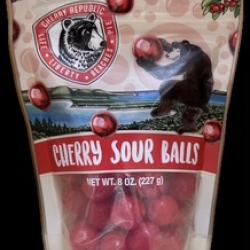 CHERRY REPUBLIC
LIFE LIBERTY BEACHES PIE
CHERRY SOUR BALLS
NET WT. 8 OZ. (227 g)